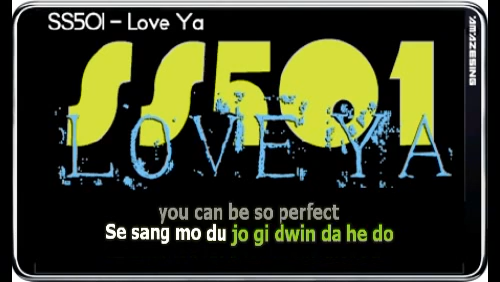 SS501 - Love Ya
AMAZESING
SS501
LOVE YA
you can be so perfect
Se sang mo du jo gi dwin da he do